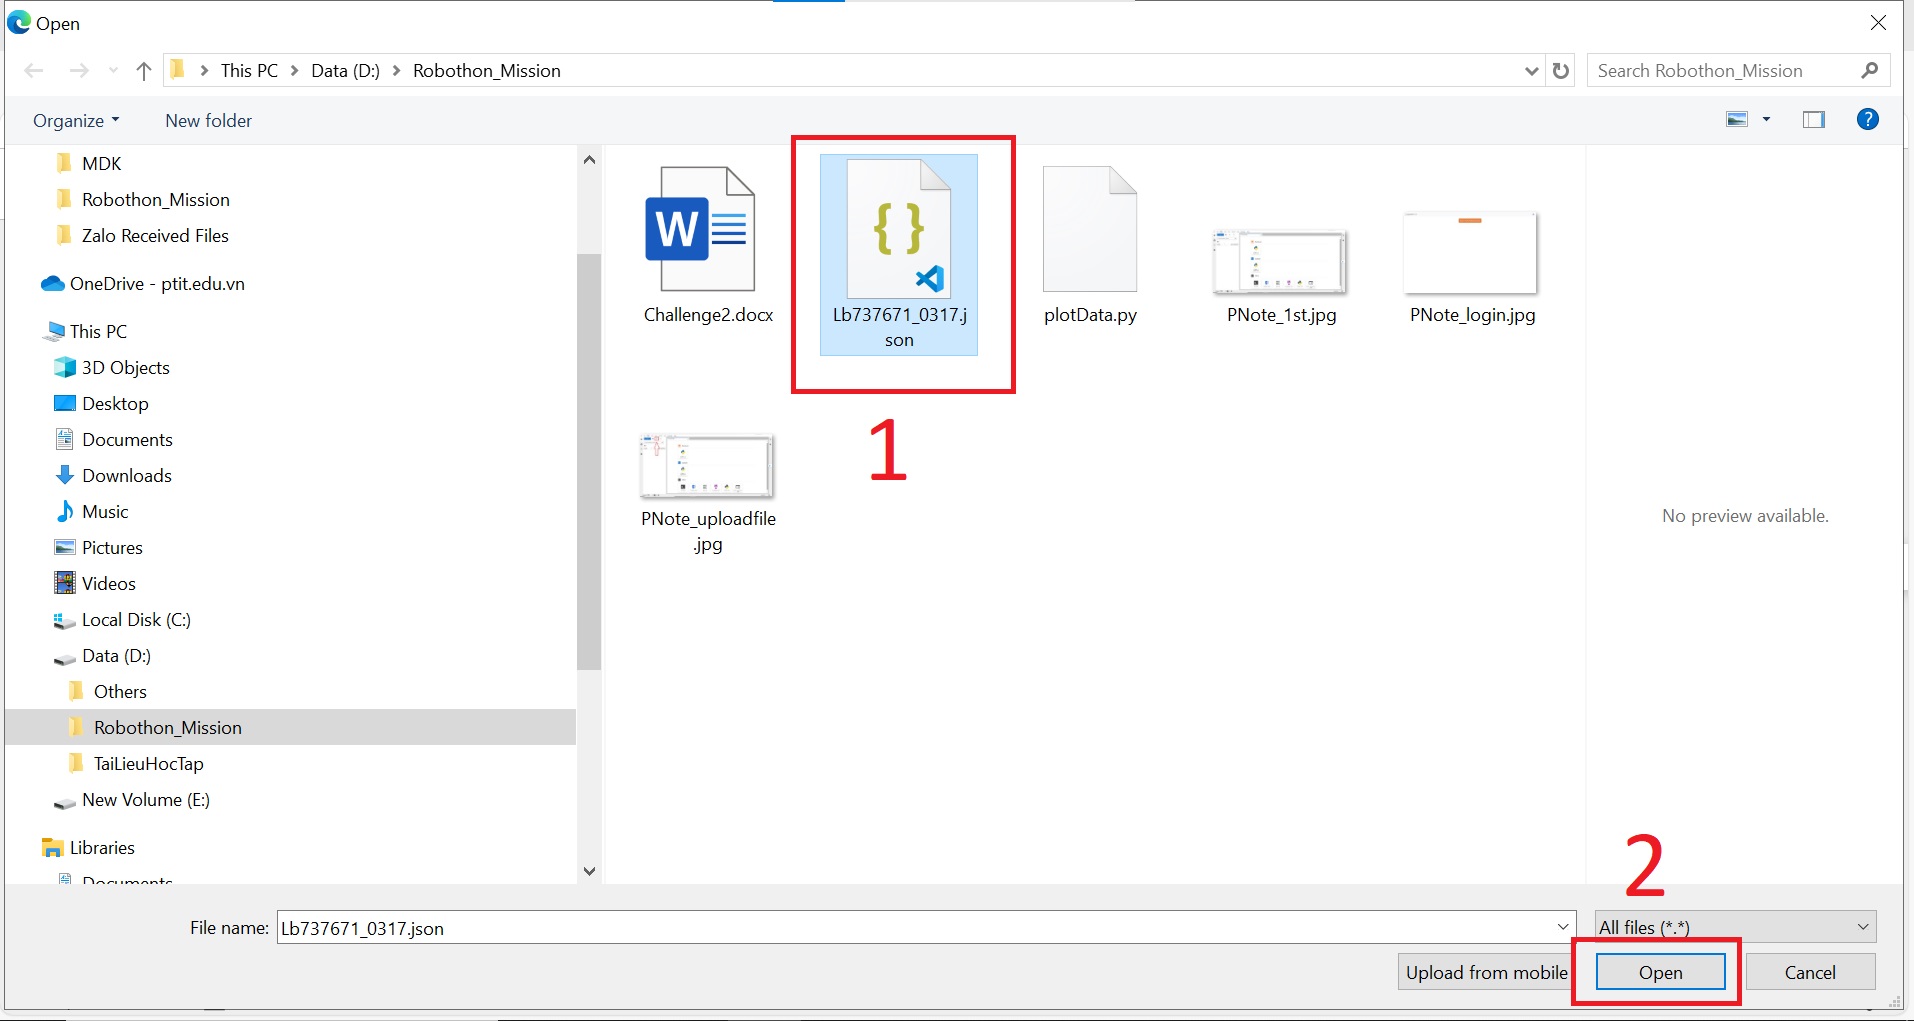 Open
This PC
Data (D:)
Robothon_Mission
Search Robothon_Mission
Organize
New folder
?
MDK
Robothon_Mission
Zalo Received Files
OneDrive - ptit.edu.vn
This PC
3D Objects
Desktop
Documents
Downloads
Music
Pictures
Videos
Local Disk (C:)
Data (D:)
Others
Robothon_Mission
TaiLieuHocTap
New Volume (E:)
Libraries
Documents
W
Challenge2.docx
{ }
Lb737671_0317.j
son
plotData.py
PNote_1st.jpg
PNote_login.jpg
1
PNote_uploadfile
.jpg
No preview available.
2
File name:
Lb737671_0317.json
All files (*.*)
Upload from mobile
Open
Cancel